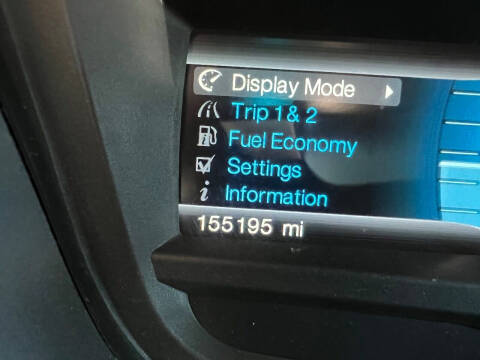 Display Mode
Trip 1 & 2
Fuel Economy
Settings
Information
155195 mi